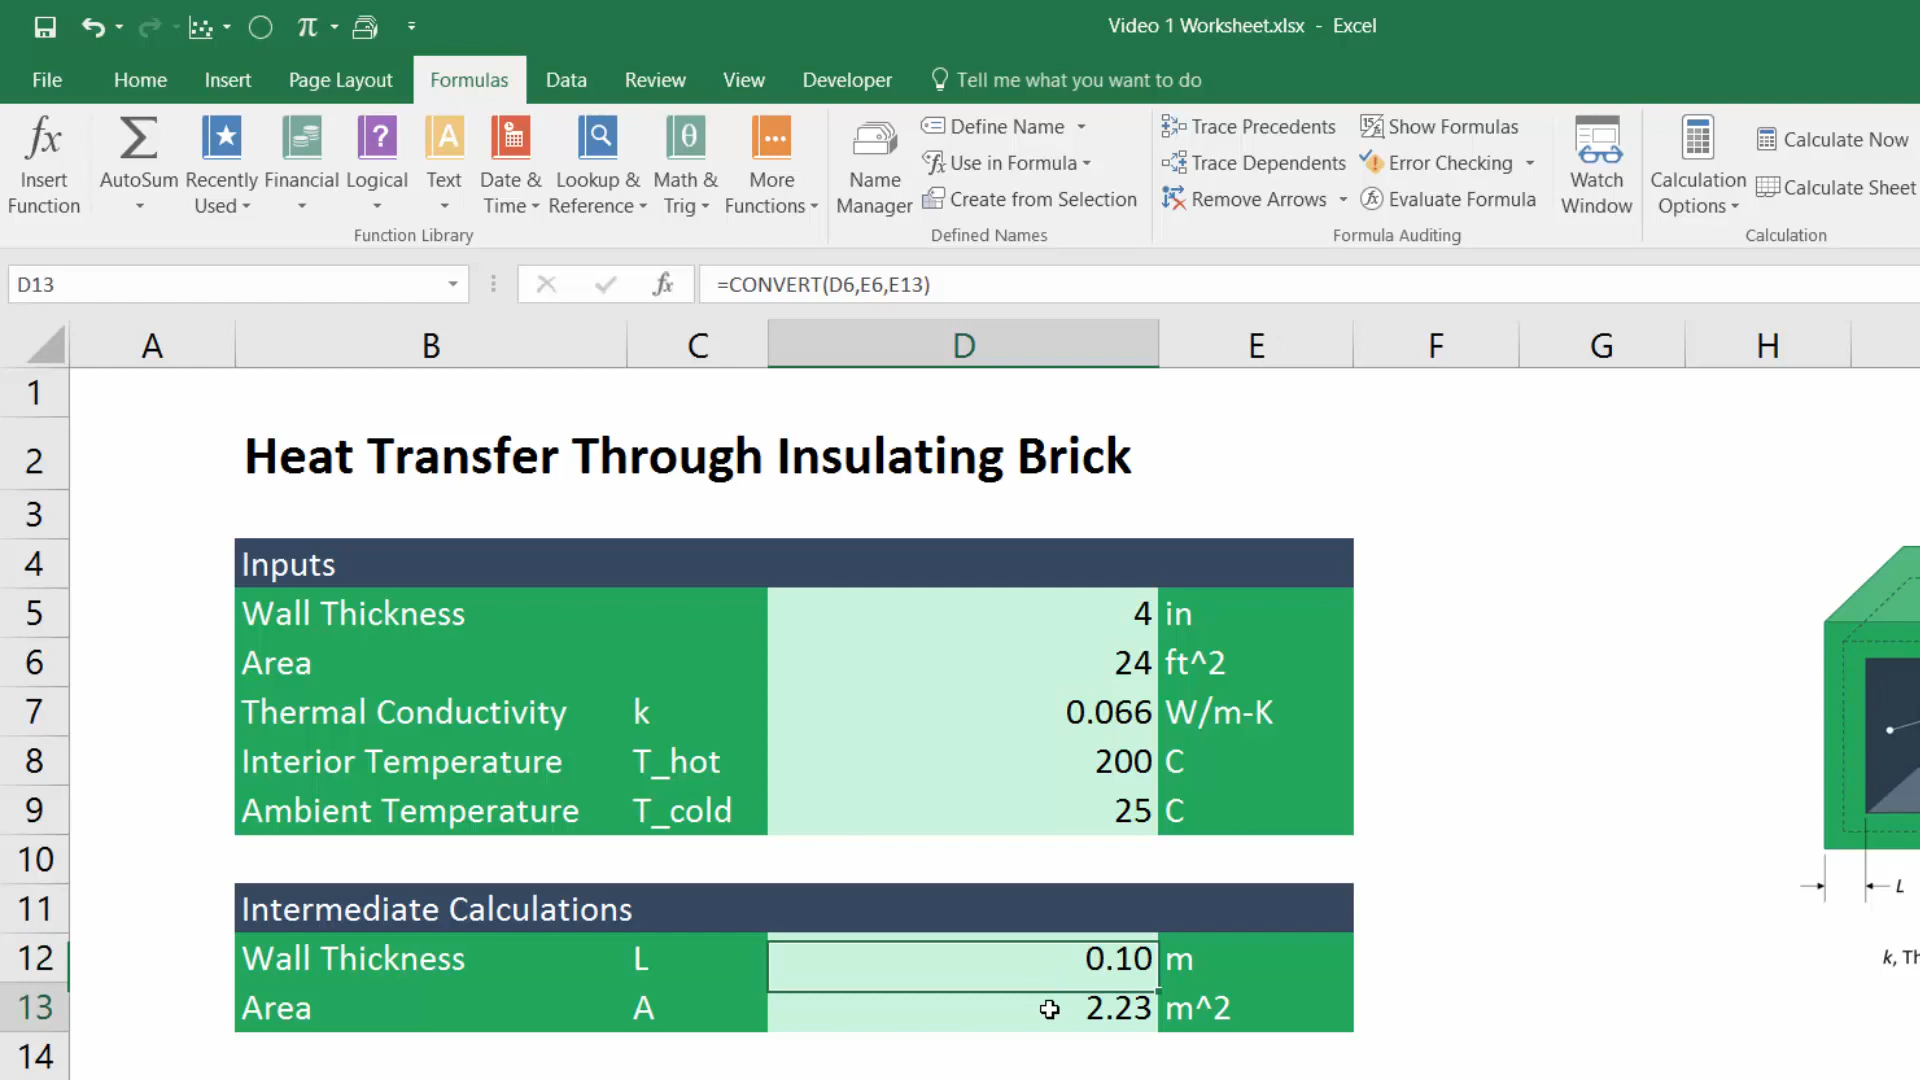 Video 1 Worksheet.xlsx - Excel
File Home Insert Page Layout Formulas Data Review View Developer Tell me what you want to do
Insert Function
AutoSum
Recently Used
Financial
Logical
Text
Date & Time
Lookup & Reference
Math & Trig
More Functions
Function Library
Name Manager
Define Name
Use in Formula
Create from Selection
Defined Names
Trace Precedents
Trace Dependents
Remove Arrows
Show Formulas
Error Checking
Evaluate Formula
Formula Auditing
Watch Window
Calculation Options
Calculate Now
Calculate Sheet
Calculation
D13 fx =CONVERT(D6,E6,E13)
A B C D E F G H
1
2 Heat Transfer Through Insulating Brick
3
4 Inputs
5 Wall Thickness 4 in
6 Area 24 ft^2
7 Thermal Conductivity k 0.066 W/m-K
8 Interior Temperature T_hot 200 C
9 Ambient Temperature T_cold 25 C
10
11 Intermediate Calculations
12 Wall Thickness L 0.10 m
13 Area A 2.23 m^2
14
L
k, Th